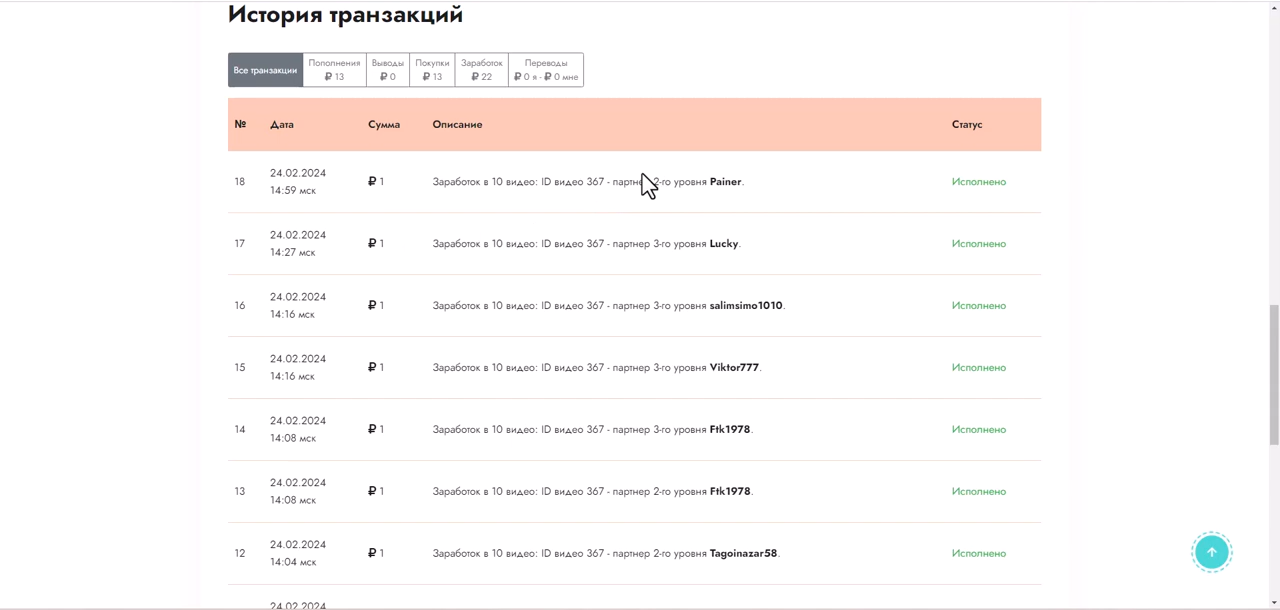 История транзакций
Все транзакции
Пополнения
₽ 13
Выводы
₽ 0
Покупки
₽ 13
Заработок
₽ 22
Переводы
₽ 0 я - ₽ 0 мне
№ Дата Сумма Описание Статус
18 24.02.2024 14:59 мск ₽ 1 Заработок в 10 видео: ID видео 367 - 2-го уровня Painer. Исполнено
17 24.02.2024 14:27 мск ₽ 1 Заработок в 10 видео: ID видео 367 - партнер 3-го уровня Lucky. Исполнено
16 24.02.2024 14:16 мск ₽ 1 Заработок в 10 видео: ID видео 367 - партнер 3-го уровня salimsimo1010. Исполнено
15 24.02.2024 14:16 мск ₽ 1 Заработок в 10 видео: ID видео 367 - партнер 3-го уровня Viktor777. Исполнено
14 24.02.2024 14:08 мск ₽ 1 Заработок в 10 видео: ID видео 367 - партнер 3-го уровня Ftk1978. Исполнено
13 24.02.2024 14:08 мск ₽ 1 Заработок в 10 видео: ID видео 367 - партнер 2-го уровня Ftk1978. Исполнено
12 24.02.2024 14:04 мск ₽ 1 Заработок в 10 видео: ID видео 367 - партнер 2-го уровня Tagoinazar58. Исполнено
24.02.2024